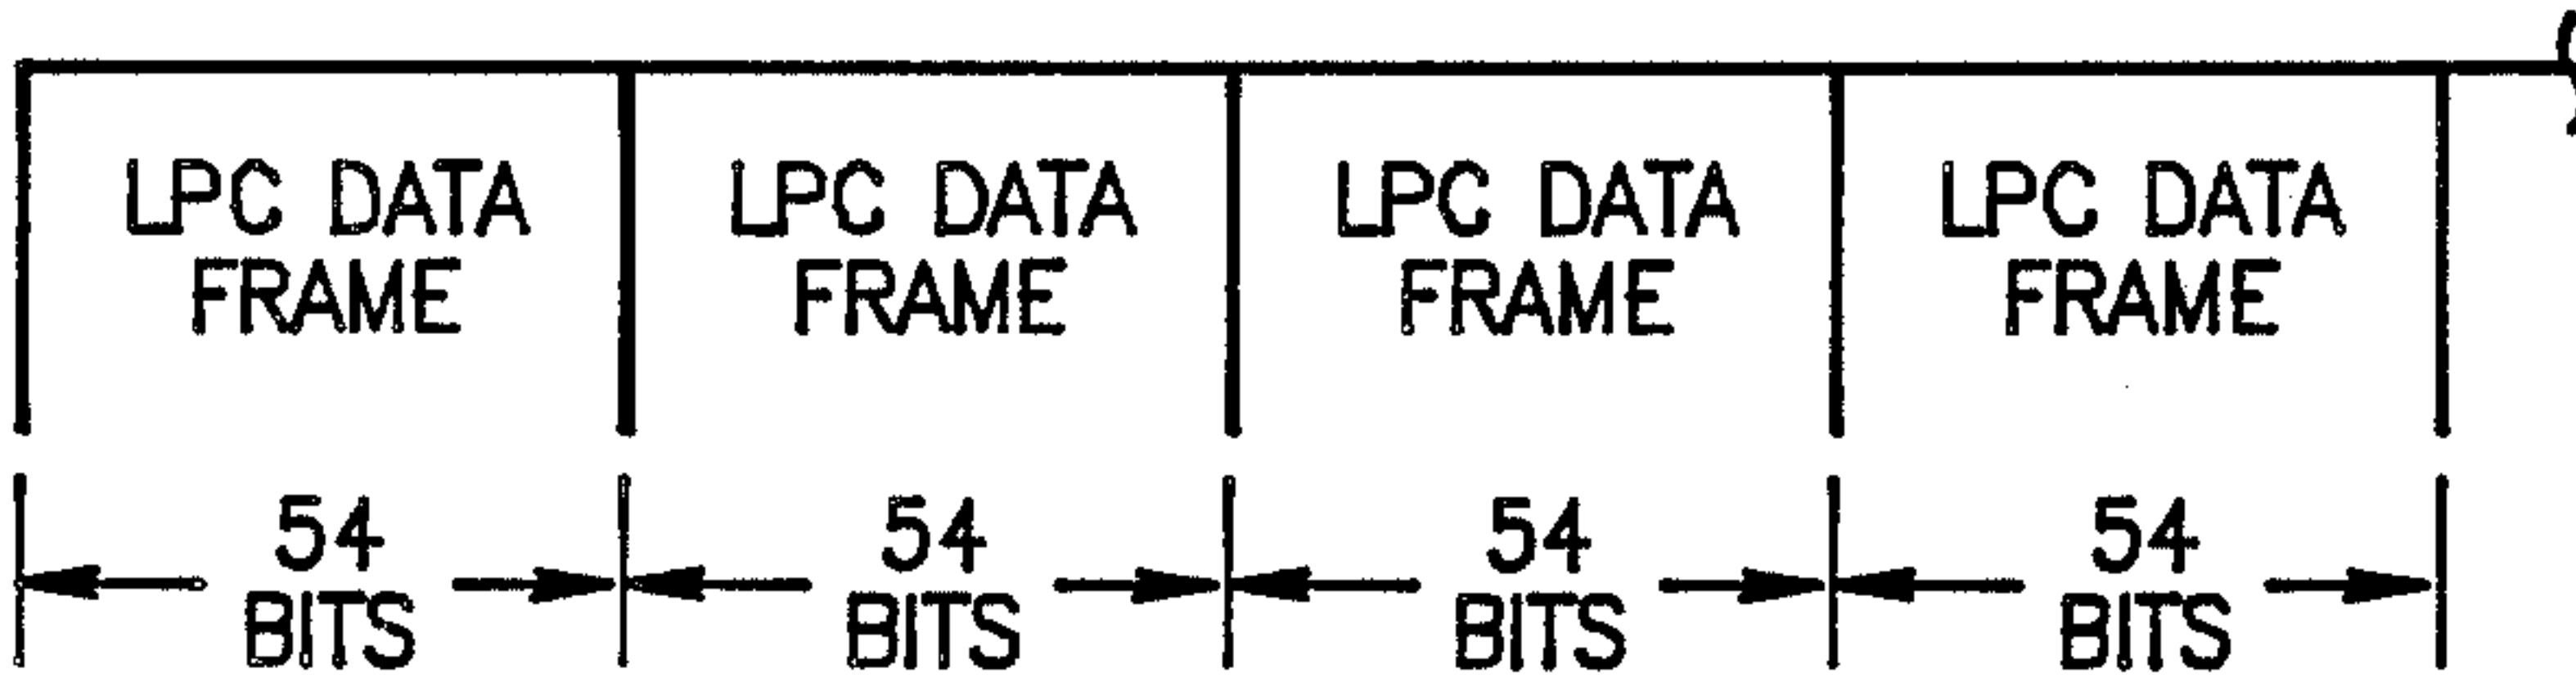 LPC DATA LPC DATA LPC DATA LPC DATA
FRAME FRAME FRAME FRAME
54 54 54 54
BITS BITS BITS BITS